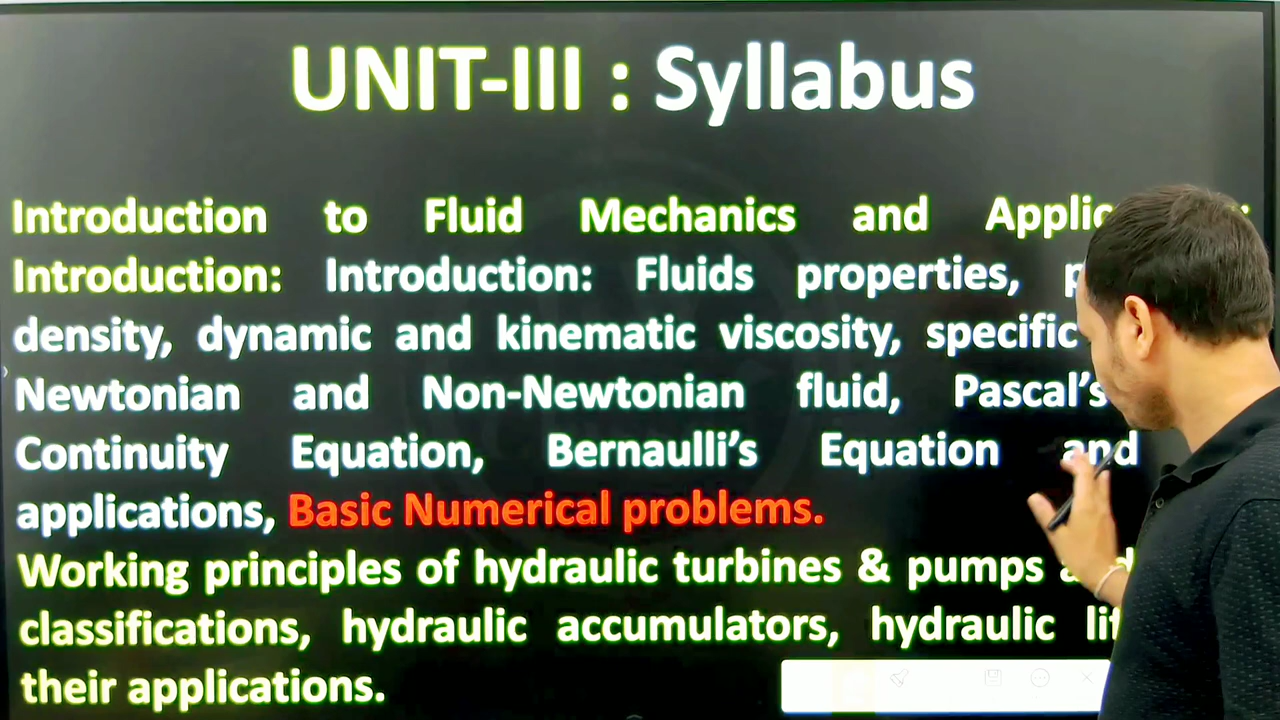 UNIT-III : Syllabus
Introduction to Fluid Mechanics and
Introduction: Introduction: Fluids properties,
density, dynamic and kinematic viscosity, specific
Newtonian and Non-Newtonian fluid, Pascal's
Continuity Equation, Bernaulli's Equation and
applications, Basic Numerical problems.
Working principles of hydraulic turbines & pumps
classifications, hydraulic accumulators, hydraulic
their applications.